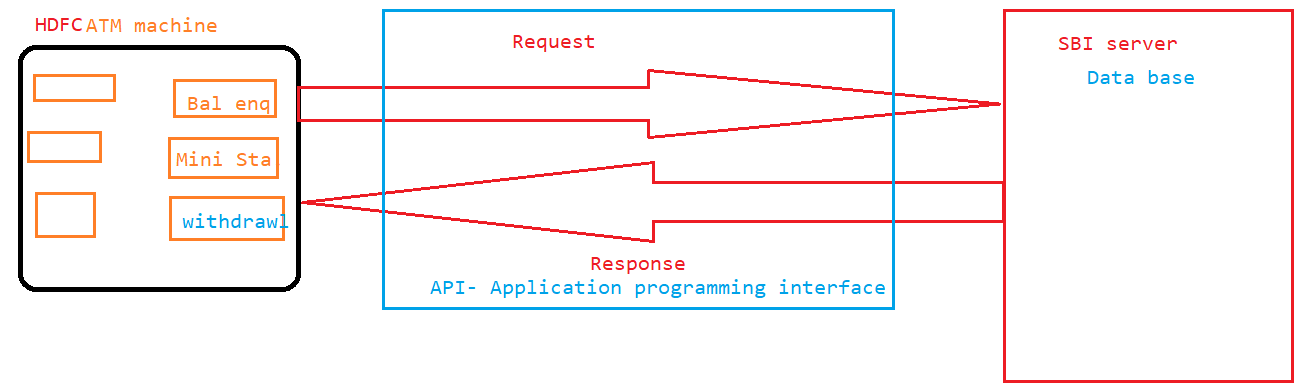 HDFC ATM machine
Bal enq
Mini Sta.
withdrawl
Request
Response
API- Application programming interface
SBI server
Data base